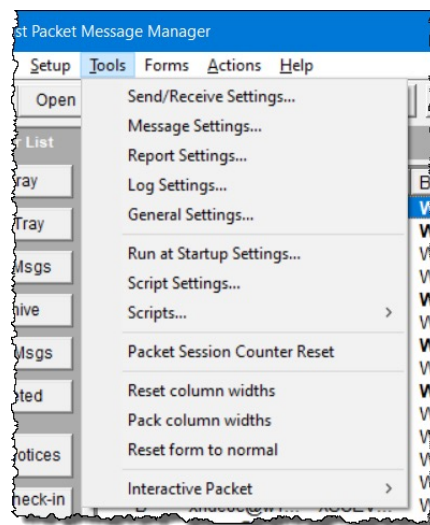 st Packet Message Manager
Setup Tools Forms Actions Help
Open
List
Send/Receive Settings...
Message Settings...
Report Settings...
Log Settings...
General Settings...
Run at Startup Settings...
Script Settings...
Scripts... >
Packet Session Counter Reset
Reset column widths
Pack column widths
Reset form to normal
Interactive Packet >
ray
Tray
Msgs
hive
Msgs
ted
otices
heck-in